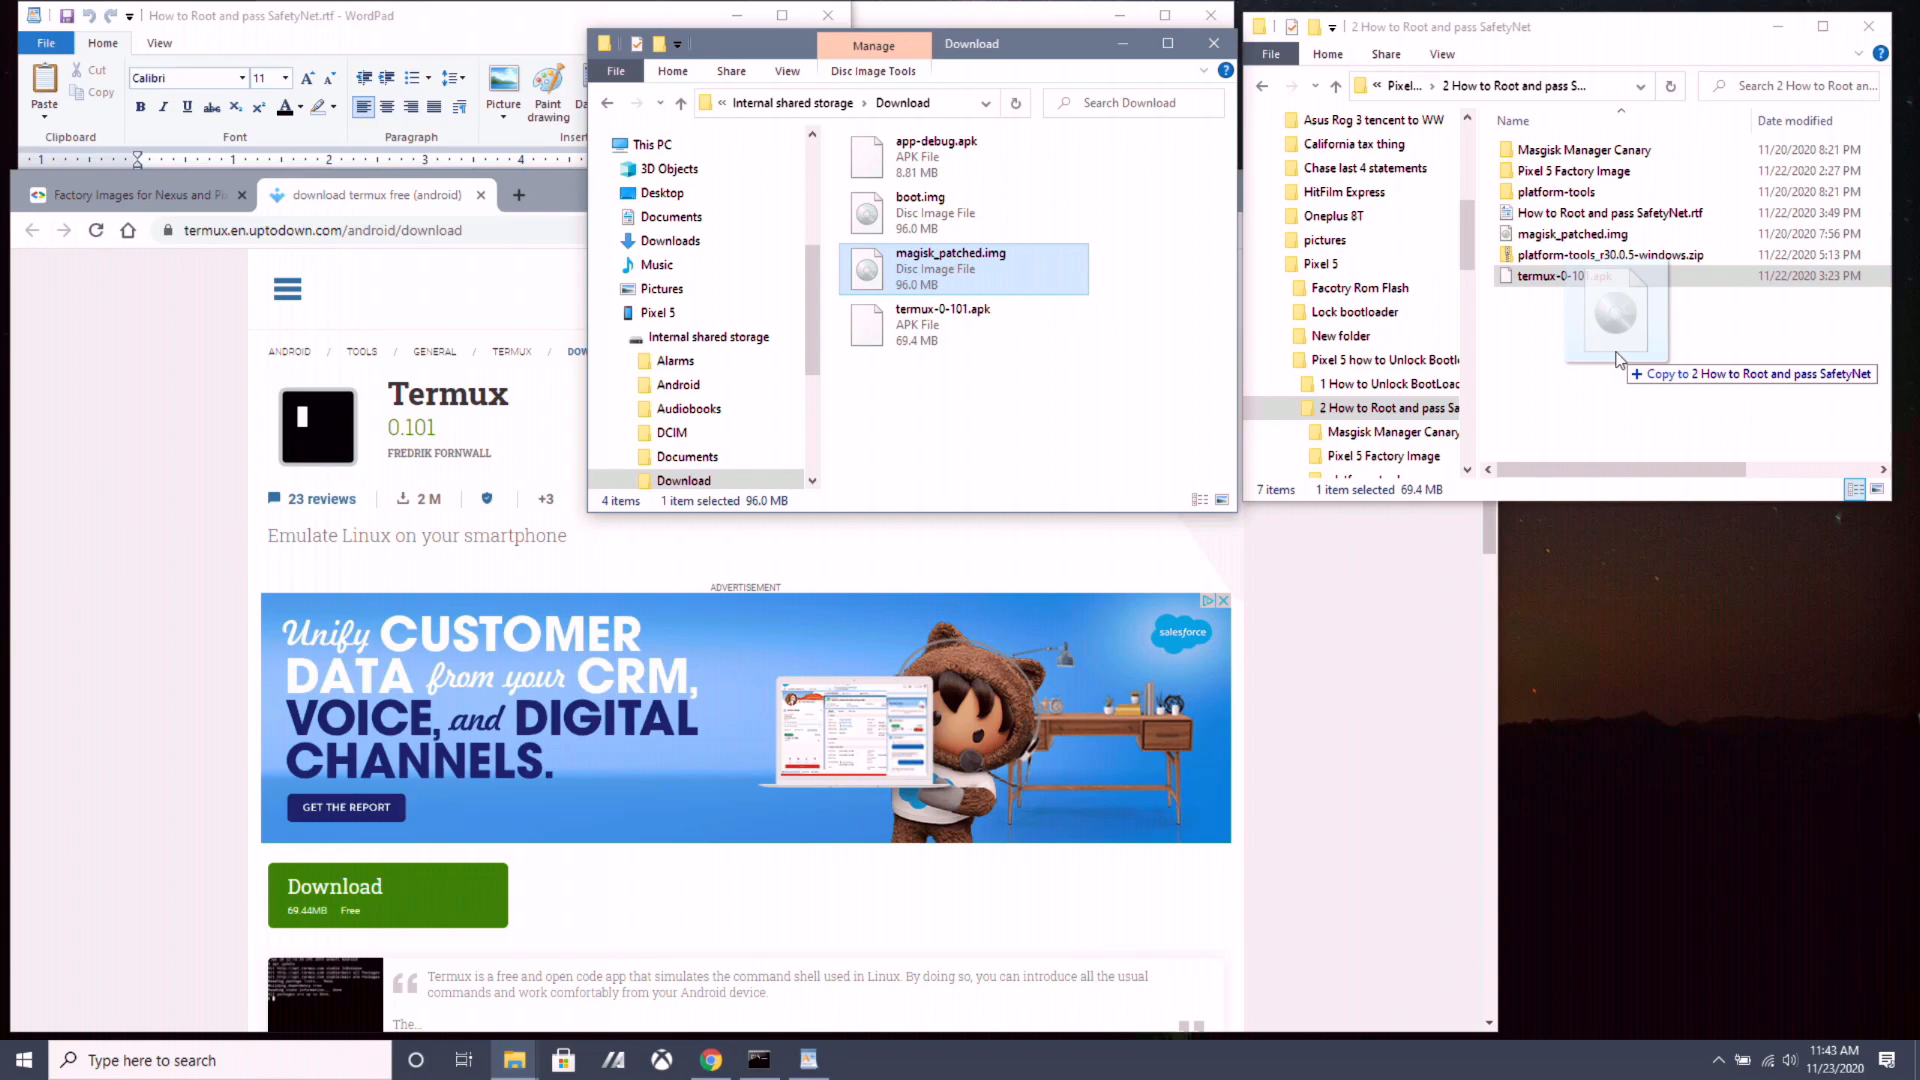 How to Root and pass SafetyNet.rtf - WordPad
File
Home
View
Paste
Cut
Copy
Calibri
11
Picture
Paint drawing
Clipboard
Font
Paragraph
Insert
1
1
2
3
4
Factory Images for Nexus and Pi
download termux free (android)
termux.en.uptodown.com/android/download
Manage
Download
File
Home
Share
View
Disc Image Tools
Internal shared storage
Download
Search Download
This PC
3D Objects
Desktop
Documents
Downloads
Music
Pictures
Pixel 5
Internal shared storage
Alarms
Android
Audiobooks
DCIM
Documents
Download
app-debug.apk
APK File
8.81 MB
boot.img
Disc Image File
96.0 MB
magisk_patched.img
Disc Image File
96.0 MB
termux-0-101.apk
APK File
69.4 MB
4 items
1 item selected 96.0 MB
2 How to Root and pass SafetyNet
File
Home
Share
View
Pixel...
2 How to Root and pass S...
Search 2 How to Root an...
Asus Rog 3 tencent to WW
California tax thing
Chase last 4 statements
HitFilm Express
Oneplus 8T
pictures
Pixel 5
Facotry Rom Flash
Lock bootloader
New folder
Pixel 5 how to Unlock Bootl
1 How to Unlock BootLoac
2 How to Root and pass Sa
Masgisk Manager Canary
Pixel 5 Factory Image
Name
Date modified
Masgisk Manager Canary
11/20/2020 8:21 PM
Pixel 5 Factory Image
11/22/2020 2:27 PM
platform-tools
11/20/2020 8:21 PM
How to Root and pass SafetyNet.rtf
11/22/2020 3:49 PM
magisk_patched.img
11/20/2020 7:56 PM
platform-tools_r30.0.5-windows.zip
11/22/2020 5:13 PM
termux-0-101.apk
11/22/2020 3:23 PM
+ Copy to 2 How to Root and pass SafetyNet
7 items
1 item selected 69.4 MB
ANDROID / TOOLS / GENERAL / TERMUX / DOW
Termux
0.101
FREDRIK FORNWALL
23 reviews
2 M
+3
Emulate Linux on your smartphone
ADVERTISEMENT
Unify CUSTOMER
DATA from your CRM,
VOICE, and DIGITAL
CHANNELS.
GET THE REPORT
salesforce
Download
69.44MB Free
Termux is a free and open code app that simulates the command shell used in Linux. By doing so, you can introduce all the usual
commands and work comfortably from your Android device.
The...
Type here to search
11:43 AM
11/23/2020